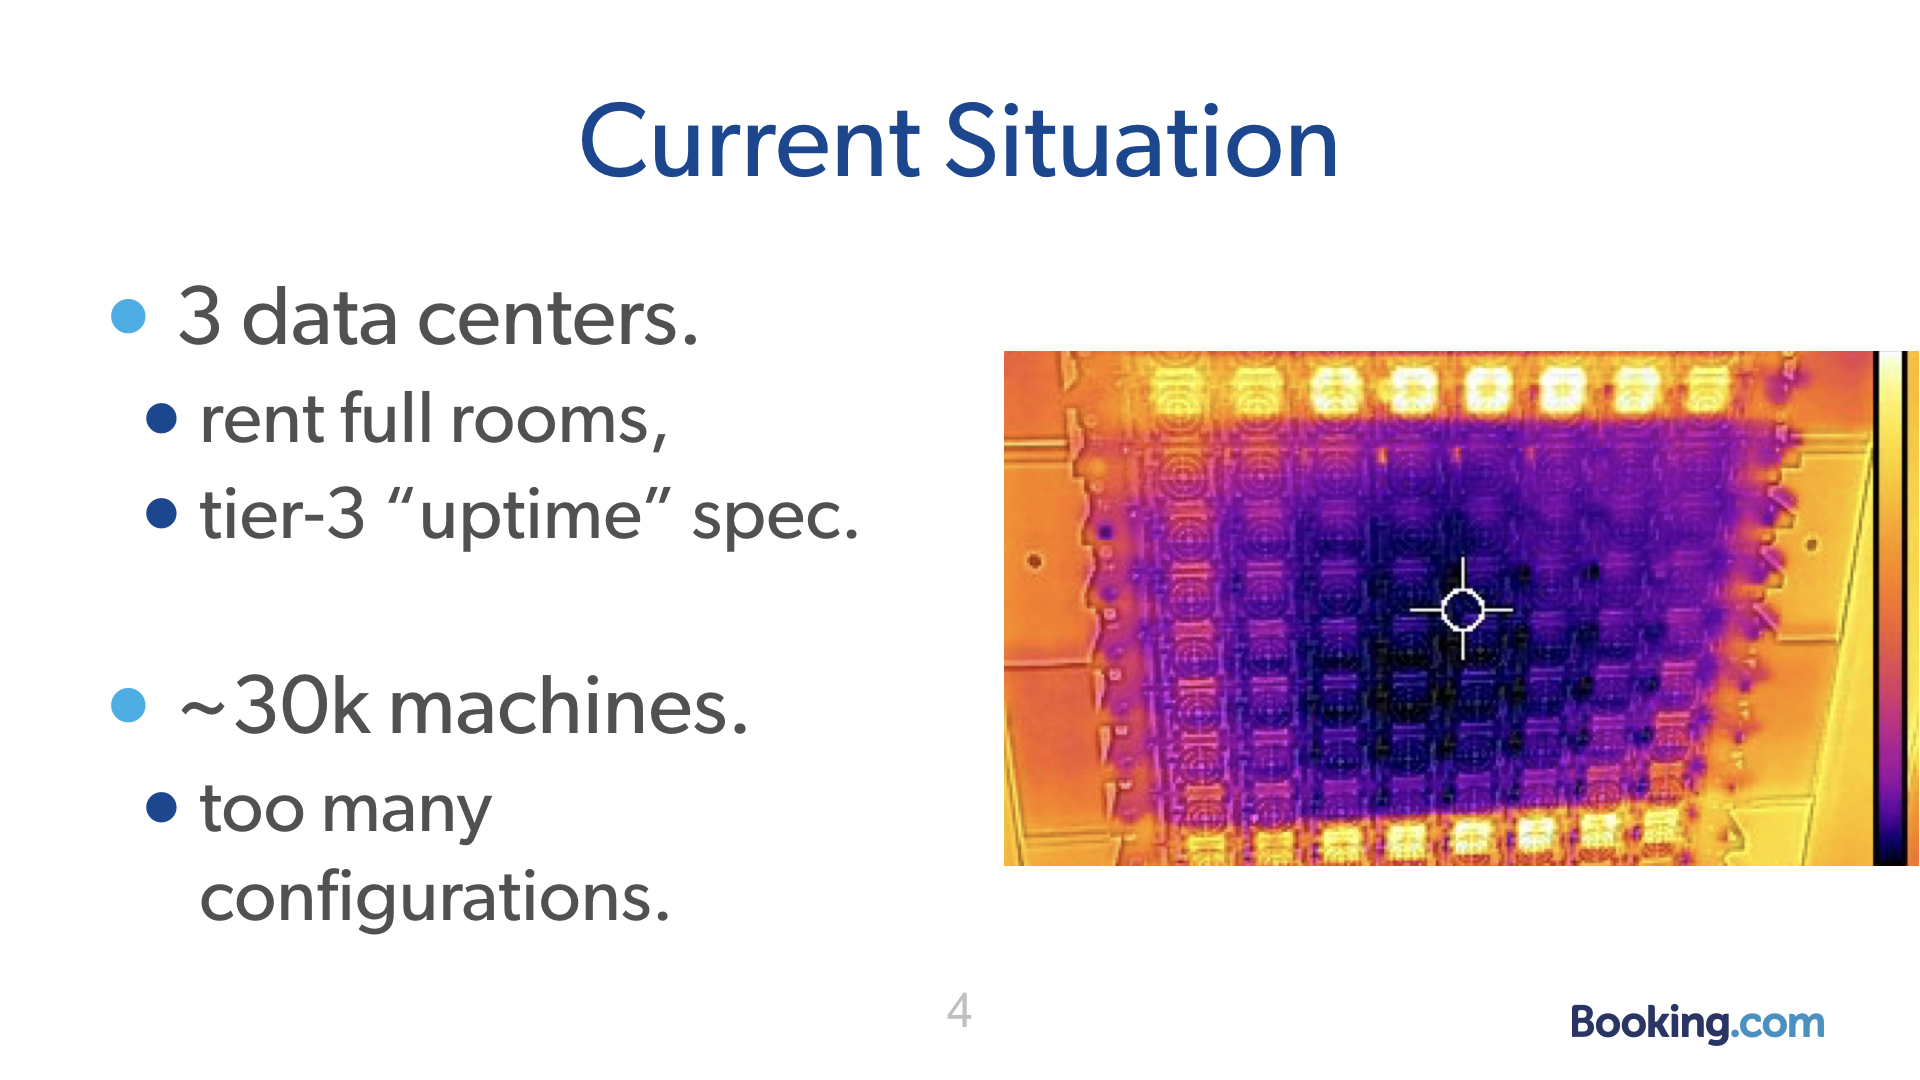 Current Situation
3 data centers.
rent full rooms,
tier-3 “uptime” spec.
~30k machines.
too many
configurations.
4
Booking.com